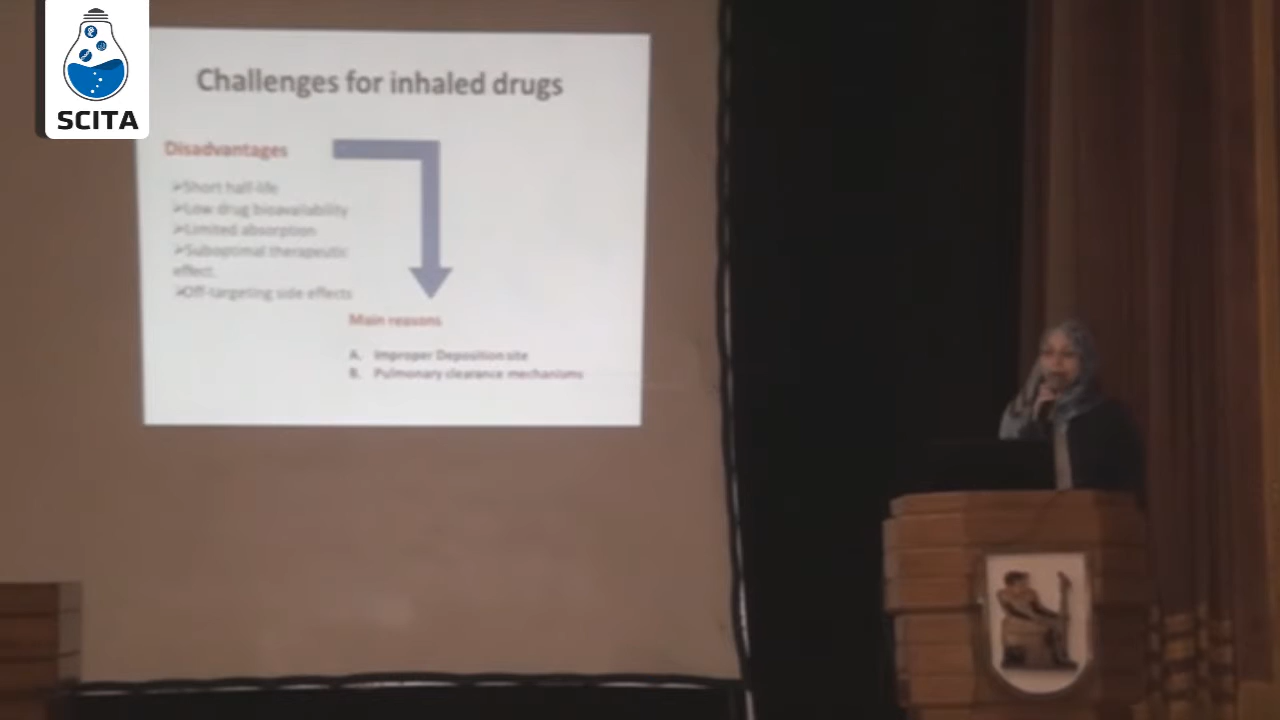 SCITA
Challenges for inhaled drugs
Disadvantages
➢Short half-life
➢Low drug bioavailability
➢Limited absorption
➢Suboptimal therapeutic
effect.
➢Off-targeting side effects
Main reasons
A. Improper Deposition site
B. Pulmonary clearance mechanisms